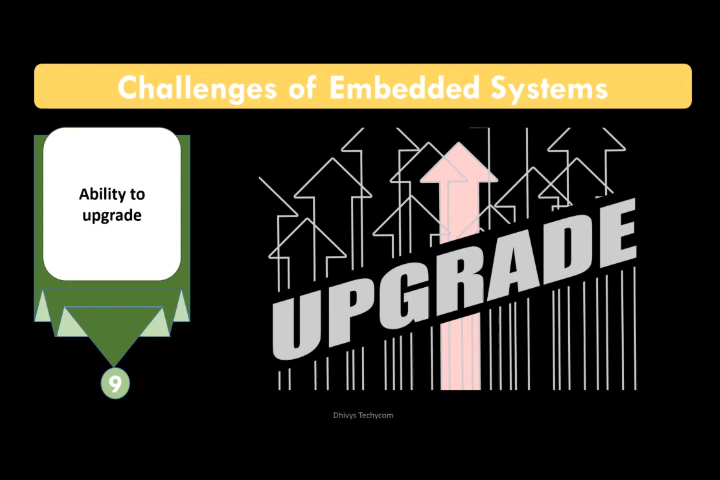 Challenges of Embedded Systems
Ability to
upgrade
UPGRADE
9
Dhivys Techycom